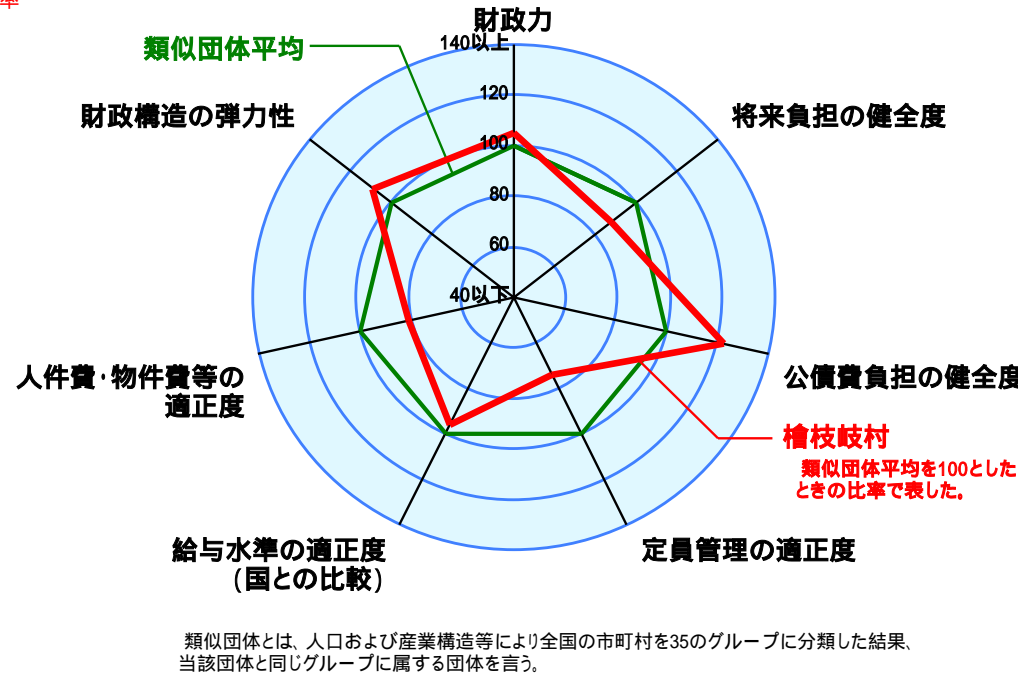 率
財政力
140以上
類似団体平均
120
財政構造の弾力性
将来負担の健全度
100
80
60
40以下
人件費・物件費等の
適正度
公債費負担の健全度
檜枝岐村
類似団体平均を100とした
ときの比率で表した。
給与水準の適正度
(国との比較)
定員管理の適正度
類似団体とは、人口および産業構造等により全国の市町村を35のグループに分類した結果、
当該団体と同じグループに属する団体を言う。